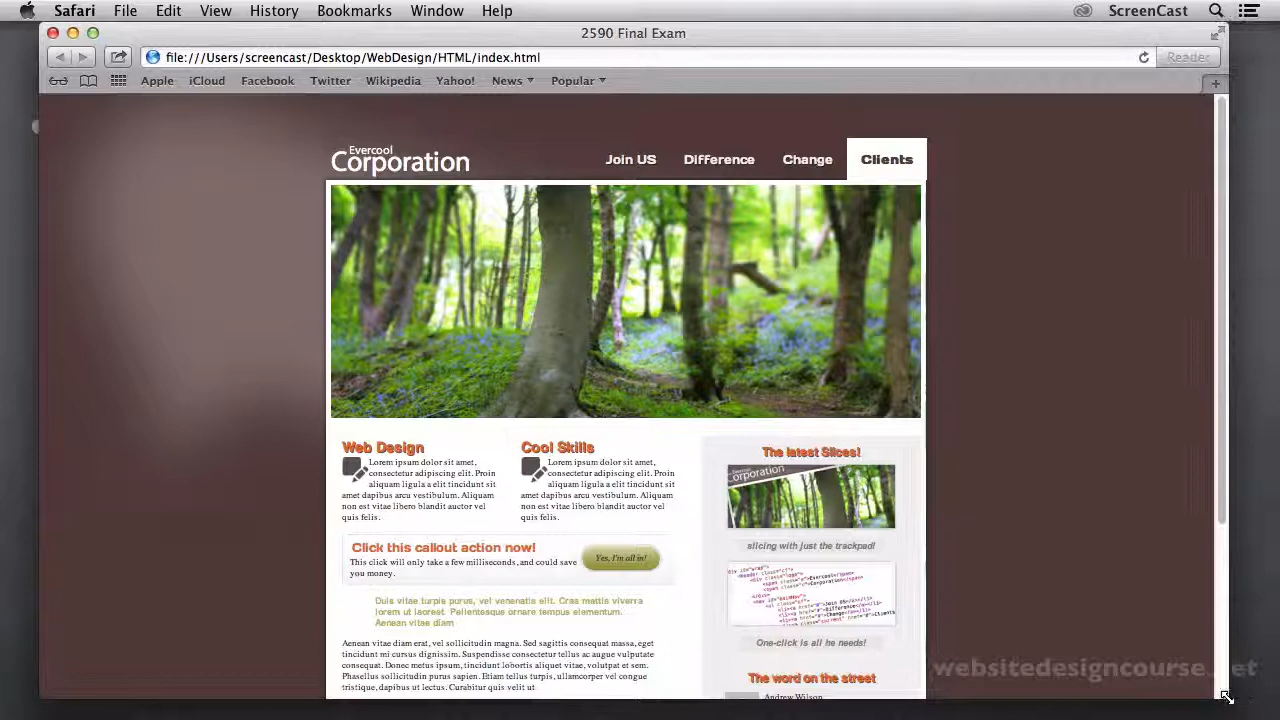 Safari File Edit View History Bookmarks Window Help ScreenCast
2590 Final Exam
file:///Users/screencast/Desktop/WebDesign/HTML/index.html Reader
Apple iCloud Facebook Twitter Wikipedia Yahoo! News Popular
Evercool
Corporation
Join US Difference Change Clients
Web Design
Lorem ipsum dolor sit amet,
consectetur adipiscing elit. Proin
aliquam ligula a elit tincidunt sit
amet dapibus arcu vestibulum. Aliquam
non est vitae libero blandit auctor vel
quis felis.
Cool Skills
Lorem ipsum dolor sit amet,
consectetur adipiscing elit. Proin
aliquam ligula a elit tincidunt sit
amet dapibus arcu vestibulum. Aliquam
non est vitae libero blandit auctor vel
quis felis.
Click this callout action now!
This click will only take a few milliseconds, and could save
you money.
Yes, I'm all in!
Duis vitae turpis purus, vel venenatis elit. Cras mattis viverra
lorem ut laoreet. Pellentesque ornare tempus elementum.
Aenean vitae diam
Aenean vitae diam erat, vel sollicitudin magna. Sed sagittis consequat massa, eget
tincidunt mi cursus dignissim. Suspendisse consectetur tellus ac augue vulputate
consequat. Donec metus ipsum, tincidunt lobortis aliquet vitae, volutpat et sem.
Phasellus sollicitudin purus sapien. Etiam tellus turpis, ullamcorper vel congue
tristique, dapibus ut lectus. Curabitur quis velit ut
The latest Slices!
Corporation
slicing with just the trackpad!
One-click is all he needs!
The word on the street
Andrew Wilson
websitedesigncourse.net